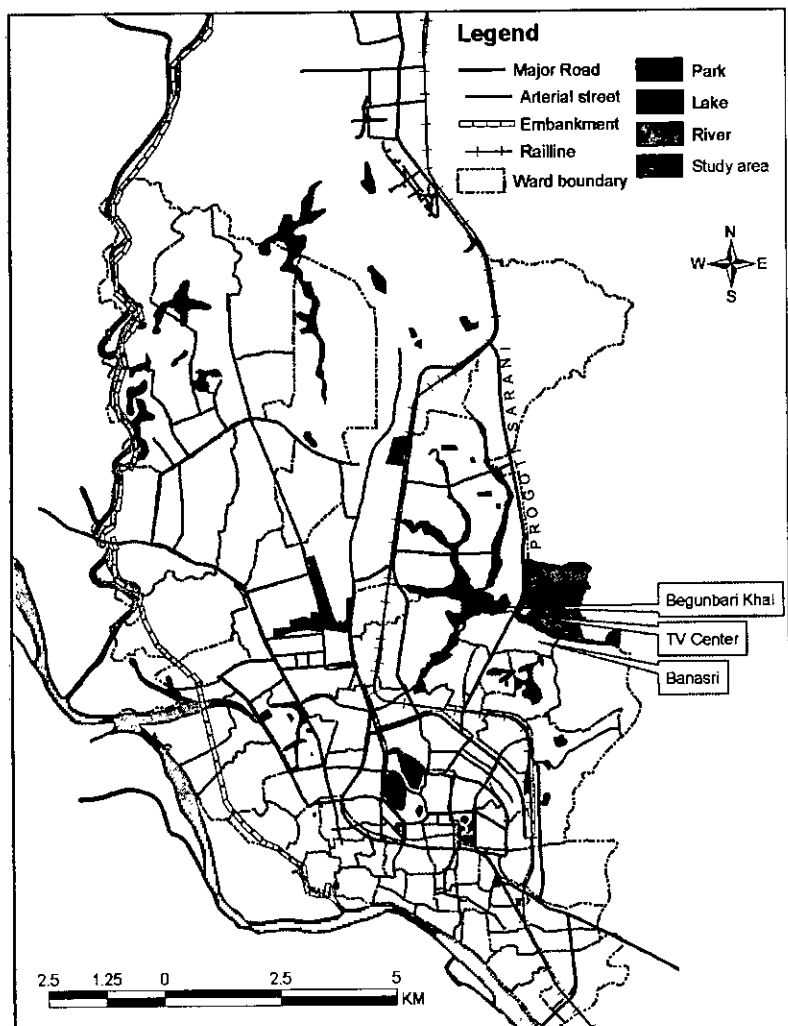 Legend
Major Road
Arterial street
Embankment
Railline
Ward boundary
Park
Lake
River
Study area
N
W E
S
PROGOTI SARANI
Begunbari Khal
TV Center
Banasri
2.5 1.25 0 2.5 5
KM